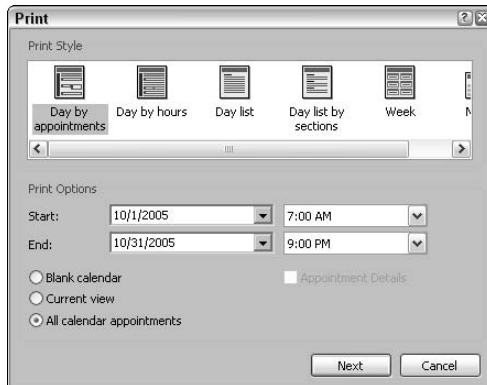 Print
Print Style
Day by appointments
Day by hours
Day list
Day list by sections
Week
Print Options
Start: 10/1/2005 7:00 AM
End: 10/31/2005 9:00 PM
Blank calendar
Appointment Details
Current view
All calendar appointments
Next Cancel